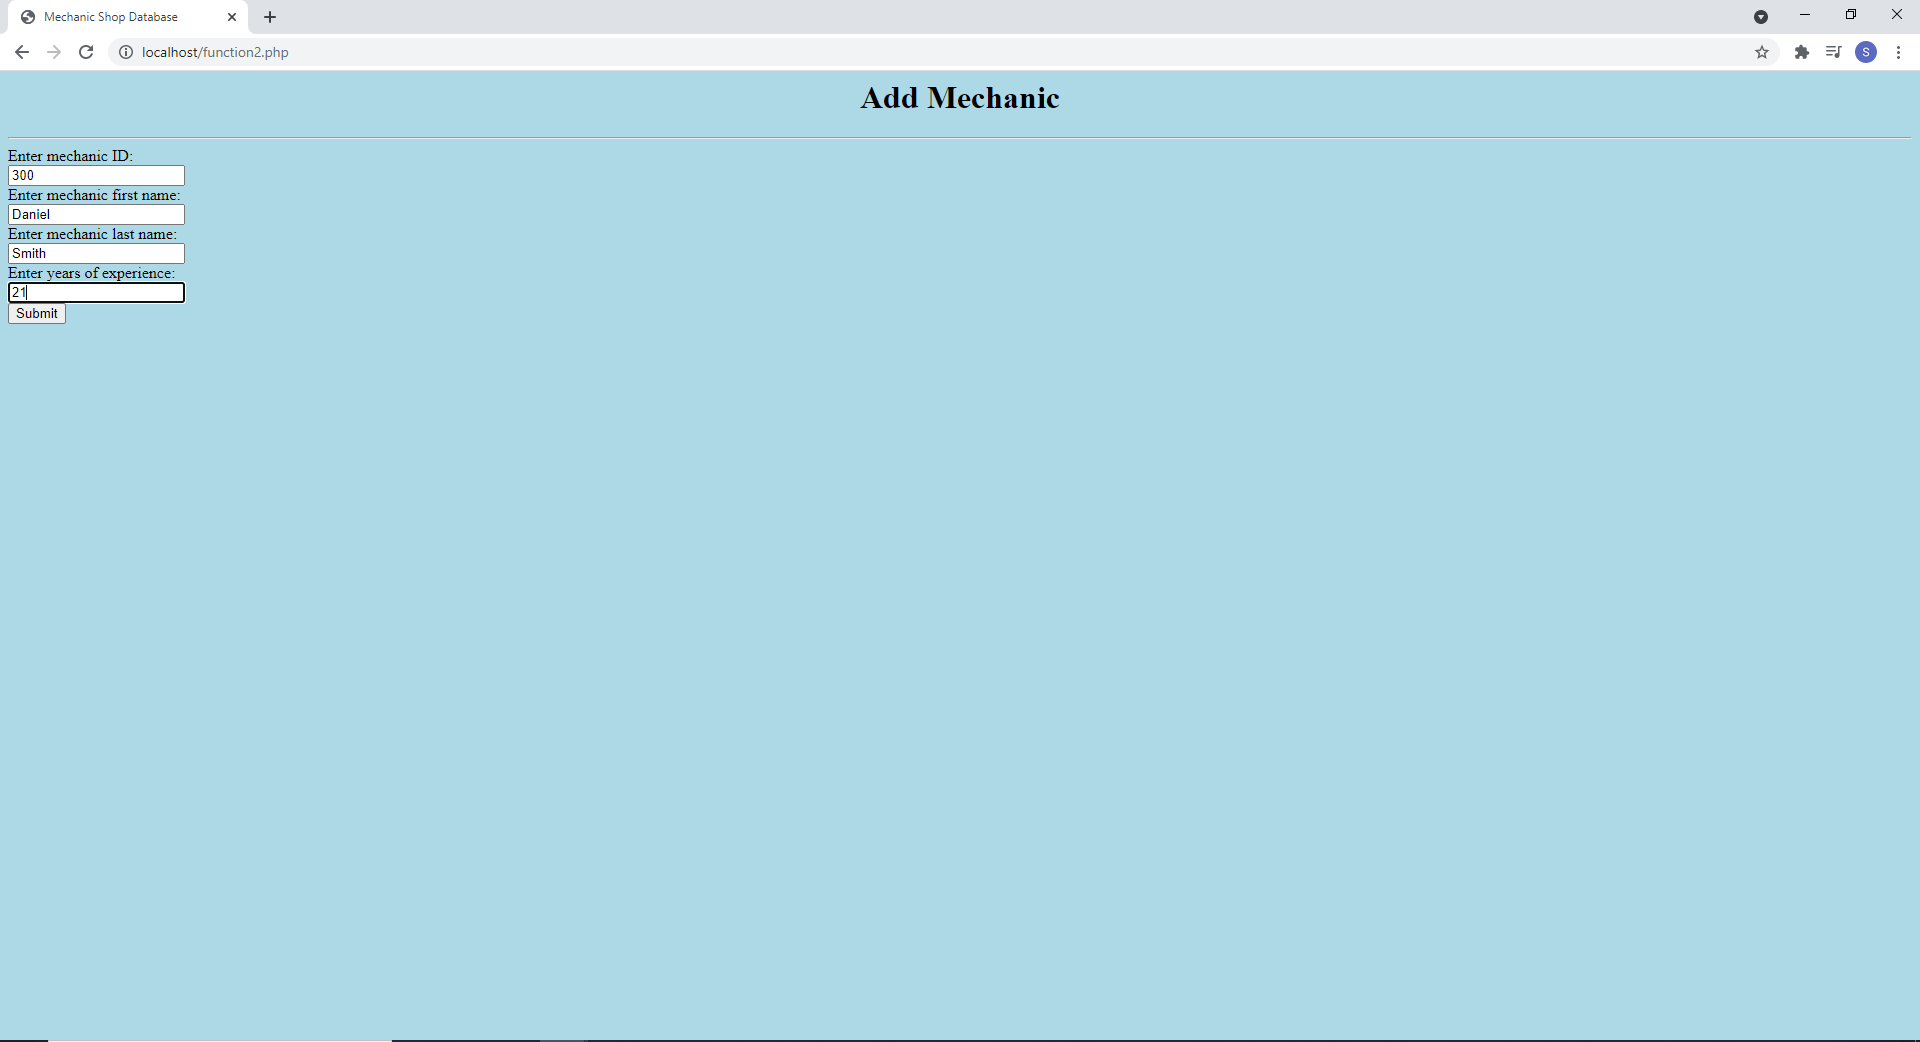 Mechanic Shop Database
localhost/function2.php
S
Add Mechanic
Enter mechanic ID:
300
Enter mechanic first name:
Daniel
Enter mechanic last name:
Smith
Enter years of experience:
21
Submit